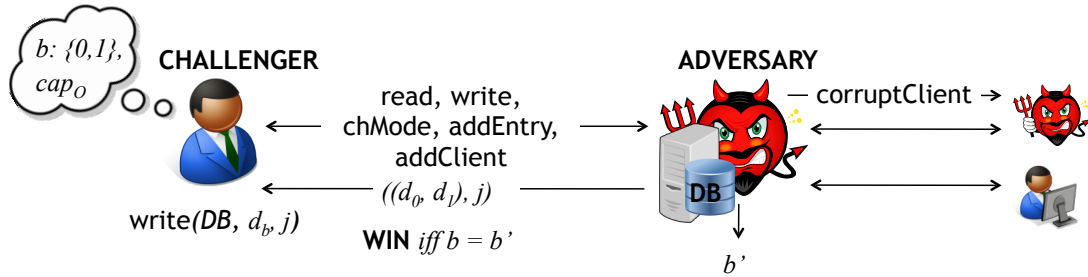 b: {0,1},
cap_O
CHALLENGER
ADVERSARY
read, write,
chMode, addEntry,
addClient
((d_0, d_1), j)
write(DB, d_b, j)
WIN iff b = b’
DB
corruptClient
b’